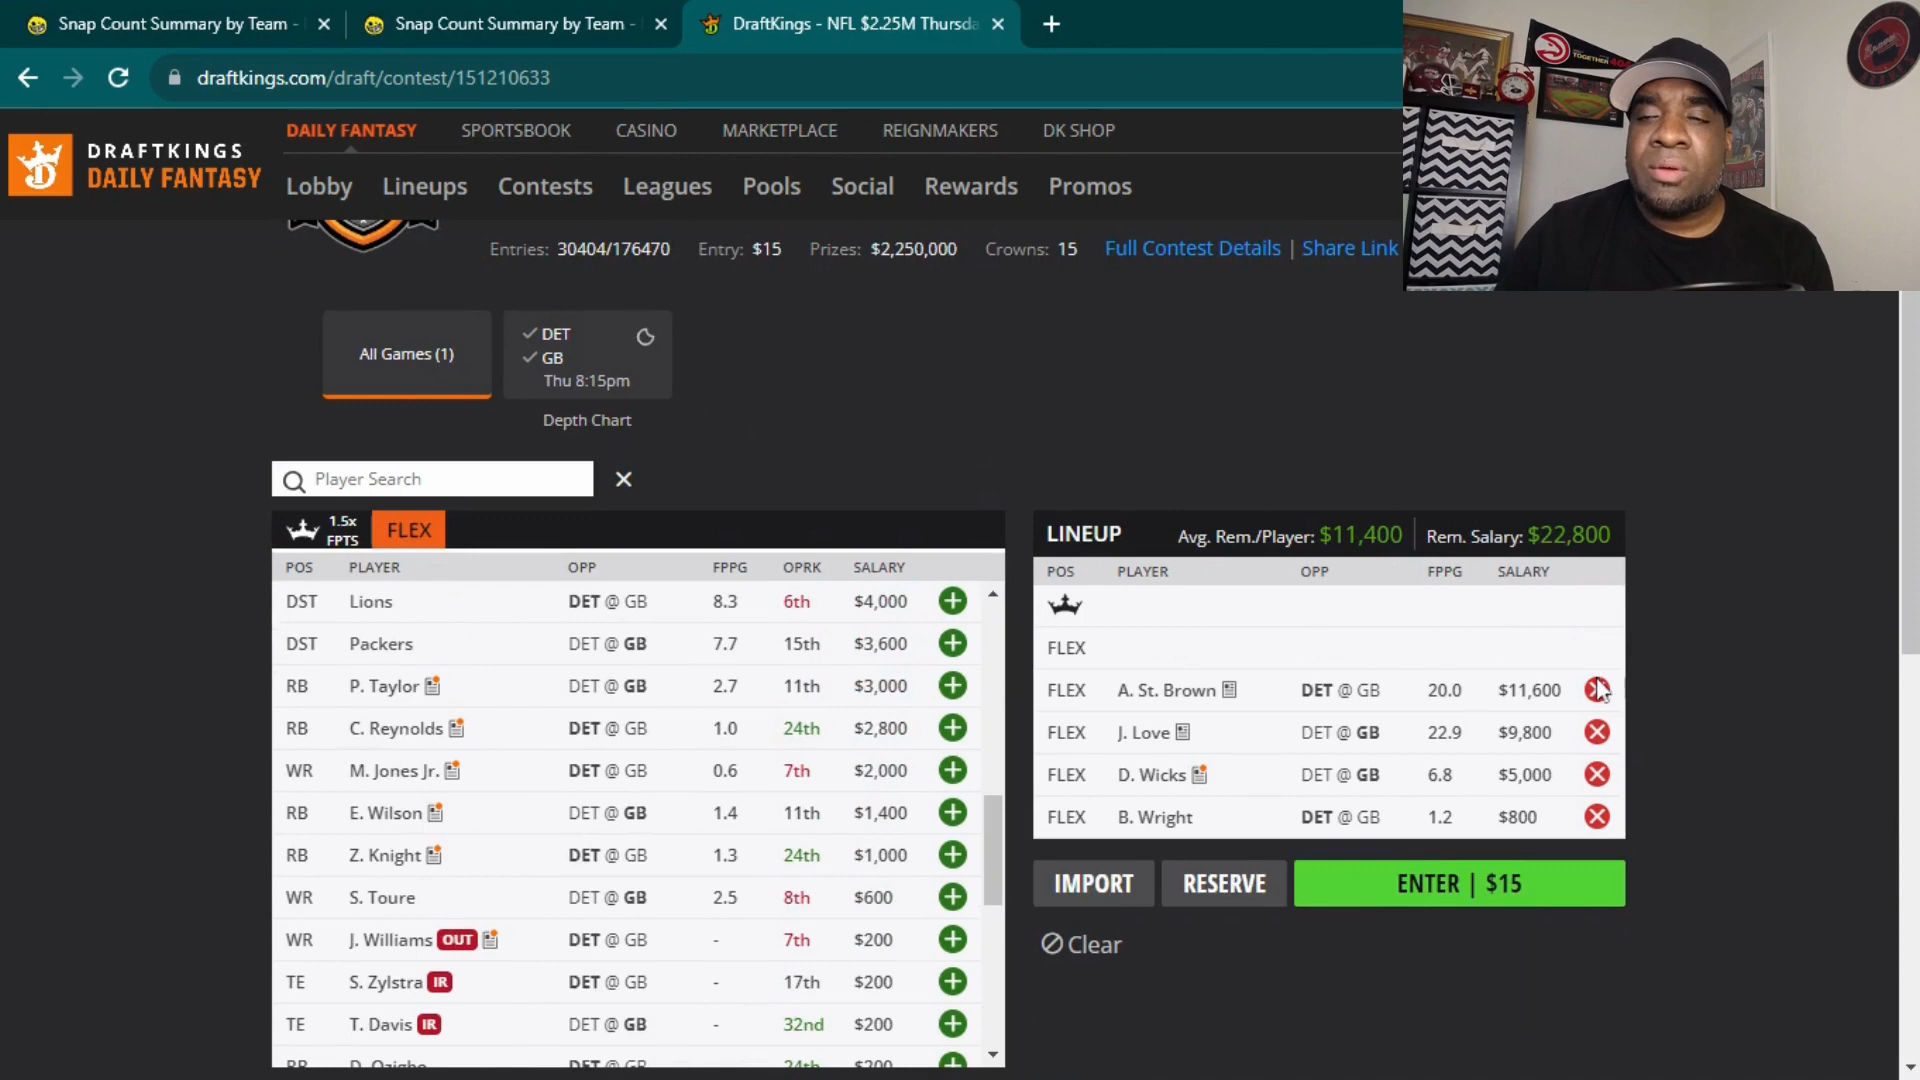 Snap Count Summary by Team -
Snap Count Summary by Team -
DraftKings - NFL $2.25M Thursda
draftkings.com/draft/contest/151210633
DRAFTKINGS
DAILY FANTASY
DAILY FANTASY SPORTSBOOK CASINO MARKETPLACE REIGNMAKERS DK SHOP
Lobby Lineups Contests Leagues Pools Social Rewards Promos
Entries: 30404/176470 Entry: $15 Prizes: $2,250,000 Crowns: 15 Full Contest Details | Share Link
All Games (1)
DET
GB
Thu 8:15pm
Depth Chart
Player Search
1.5x
FPTS
FLEX
POS PLAYER OPP FPPG OPRK SALARY
DST Lions DET @ GB 8.3 6th $4,000
DST Packers DET @ GB 7.7 15th $3,600
RB P. Taylor DET @ GB 2.7 11th $3,000
RB C. Reynolds DET @ GB 1.0 24th $2,800
WR M. Jones Jr. DET @ GB 0.6 7th $2,000
RB E. Wilson DET @ GB 1.4 11th $1,400
RB Z. Knight DET @ GB 1.3 24th $1,000
WR S. Toure DET @ GB 2.5 8th $600
WR J. Williams OUT DET @ GB - 7th $200
TE S. Zylstra IR DET @ GB - 17th $200
TE T. Davis IR DET @ GB - 32nd $200
RB D. Ozigbo DET @ GB 24th $200
LINEUP Avg. Rem./Player: $11,400 Rem. Salary: $22,800
POS PLAYER OPP FPPG SALARY
FLEX
FLEX A. St. Brown DET @ GB 20.0 $11,600
FLEX J. Love DET @ GB 22.9 $9,800
FLEX D. Wicks DET @ GB 6.8 $5,000
FLEX B. Wright DET @ GB 1.2 $800
IMPORT RESERVE ENTER | $15
Clear